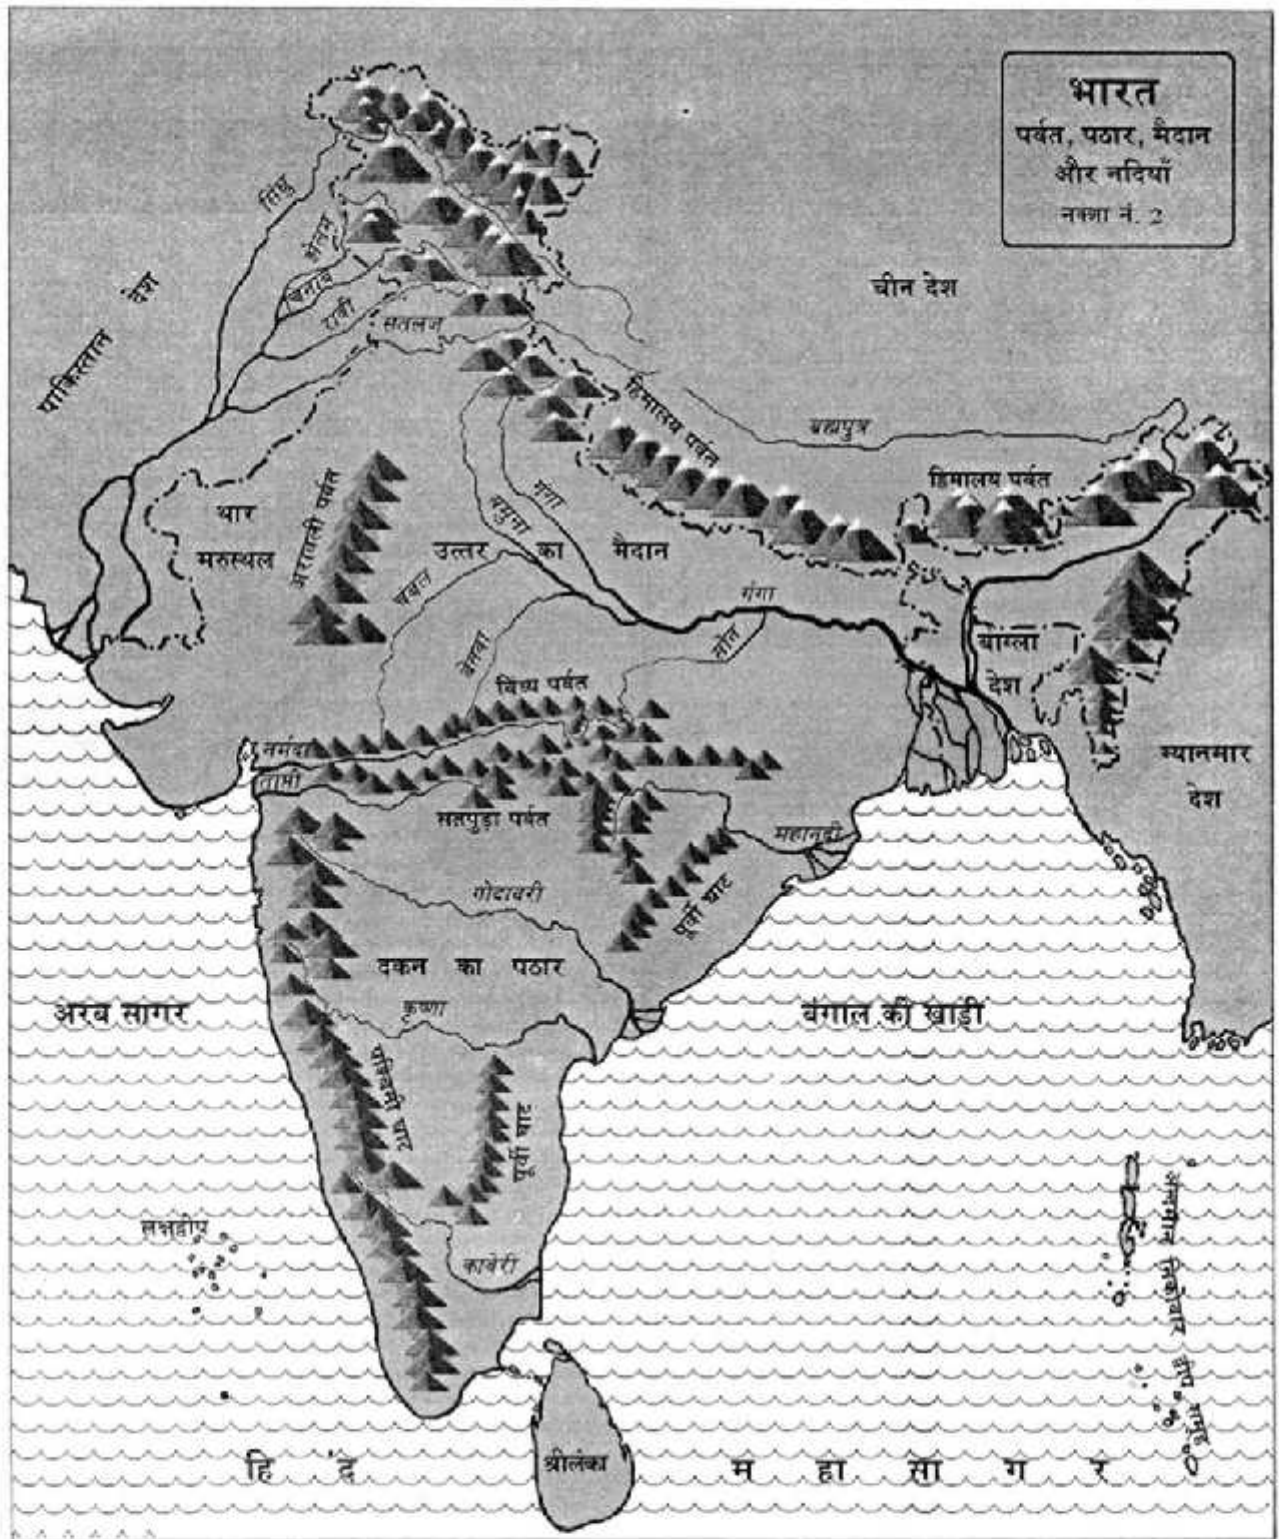 भारत
पर्वत, पठार, मैदान
और नदियाँ
नक्शा नं. 2
सिंधु
झेलम
चिनाब
रावी
सतलज
पाकिस्तान देश
चीन देश
हिमालय पर्वत
ब्रह्मपुत्र
हिमालय पर्वत
थार
मरुस्थल
अरावली पर्वत
यमुना
गंगा
उत्तर का मैदान
चंबल
बेतवा
गंगा
सोन
बांग्ला
देश
विंध्य पर्वत
नर्मदा
ताप्ती
सतपुड़ा पर्वत
महानदी
म्यानमार
देश
गोदावरी
पूर्वी घाट
दकन का पठार
कृष्णा
अरब सागर
बंगाल की खाड़ी
पश्चिमी घाट
पूर्वी घाट
लक्षद्वीप
कावेरी
अंडमान निकोबार द्वीप समूह
श्रीलंका
हिंद महासागर